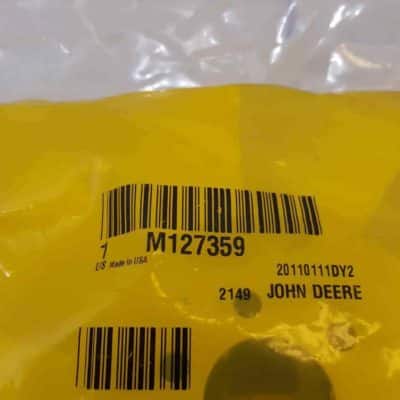 1 M127359
US Made in USA
20110111DY2
2149 JOHN DEERE